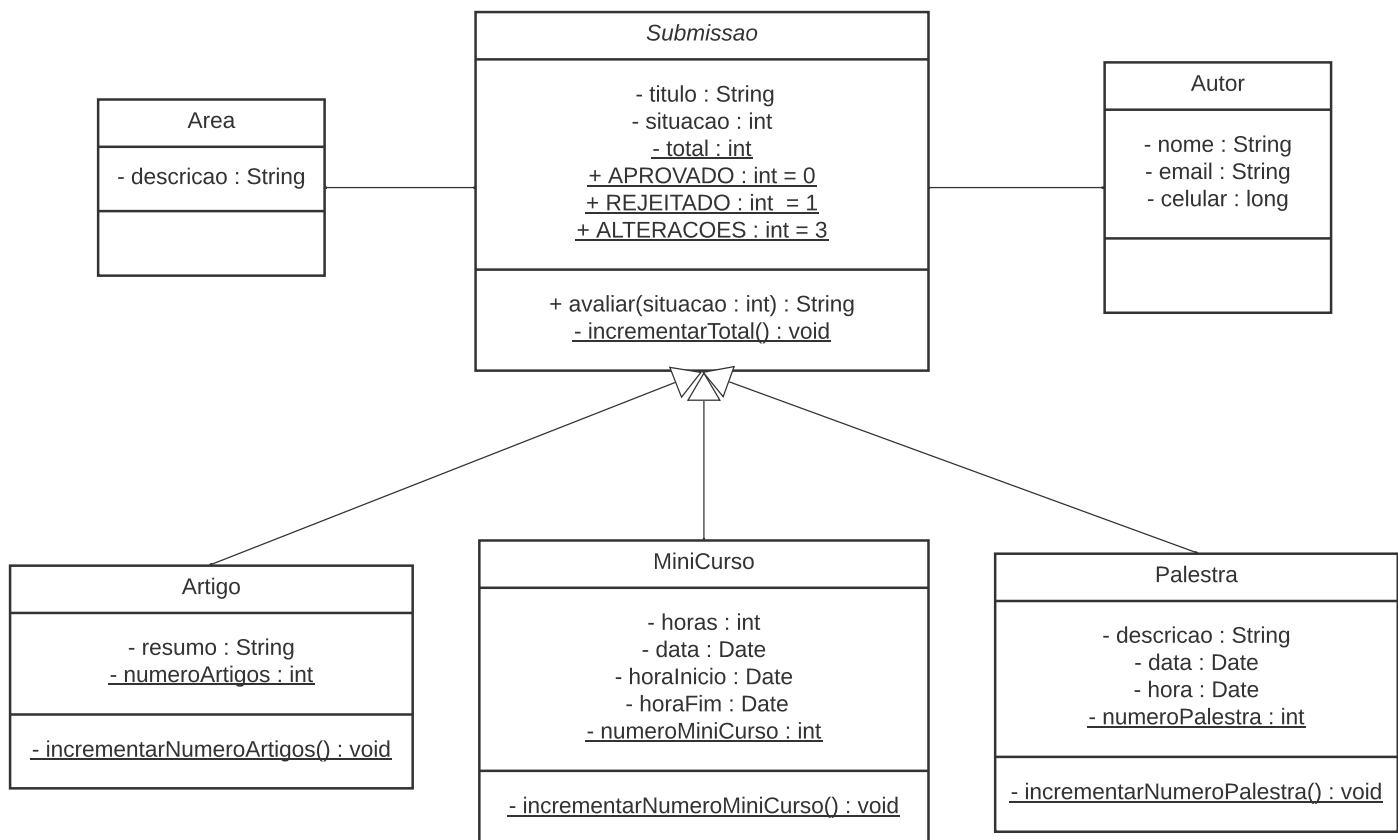 Submissao
- titulo : String
- situacao : int
- total : int
+ APROVADO : int = 0
+ REJEITADO : int  = 1
+ ALTERACOES : int = 3
+ avaliar(situacao : int) : String
- incrementarTotal() : void
Area
- descricao : String
Autor
- nome : String
- email : String
- celular : long
Artigo
- resumo : String
- numeroArtigos : int
- incrementarNumeroArtigos() : void
MiniCurso
- horas : int
- data : Date
- horaInicio : Date
- horaFim : Date
- numeroMiniCurso : int
- incrementarNumeroMiniCurso() : void
Palestra
- descricao : String
- data : Date
- hora : Date
- numeroPalestra : int
- incrementarNumeroPalestra() : void